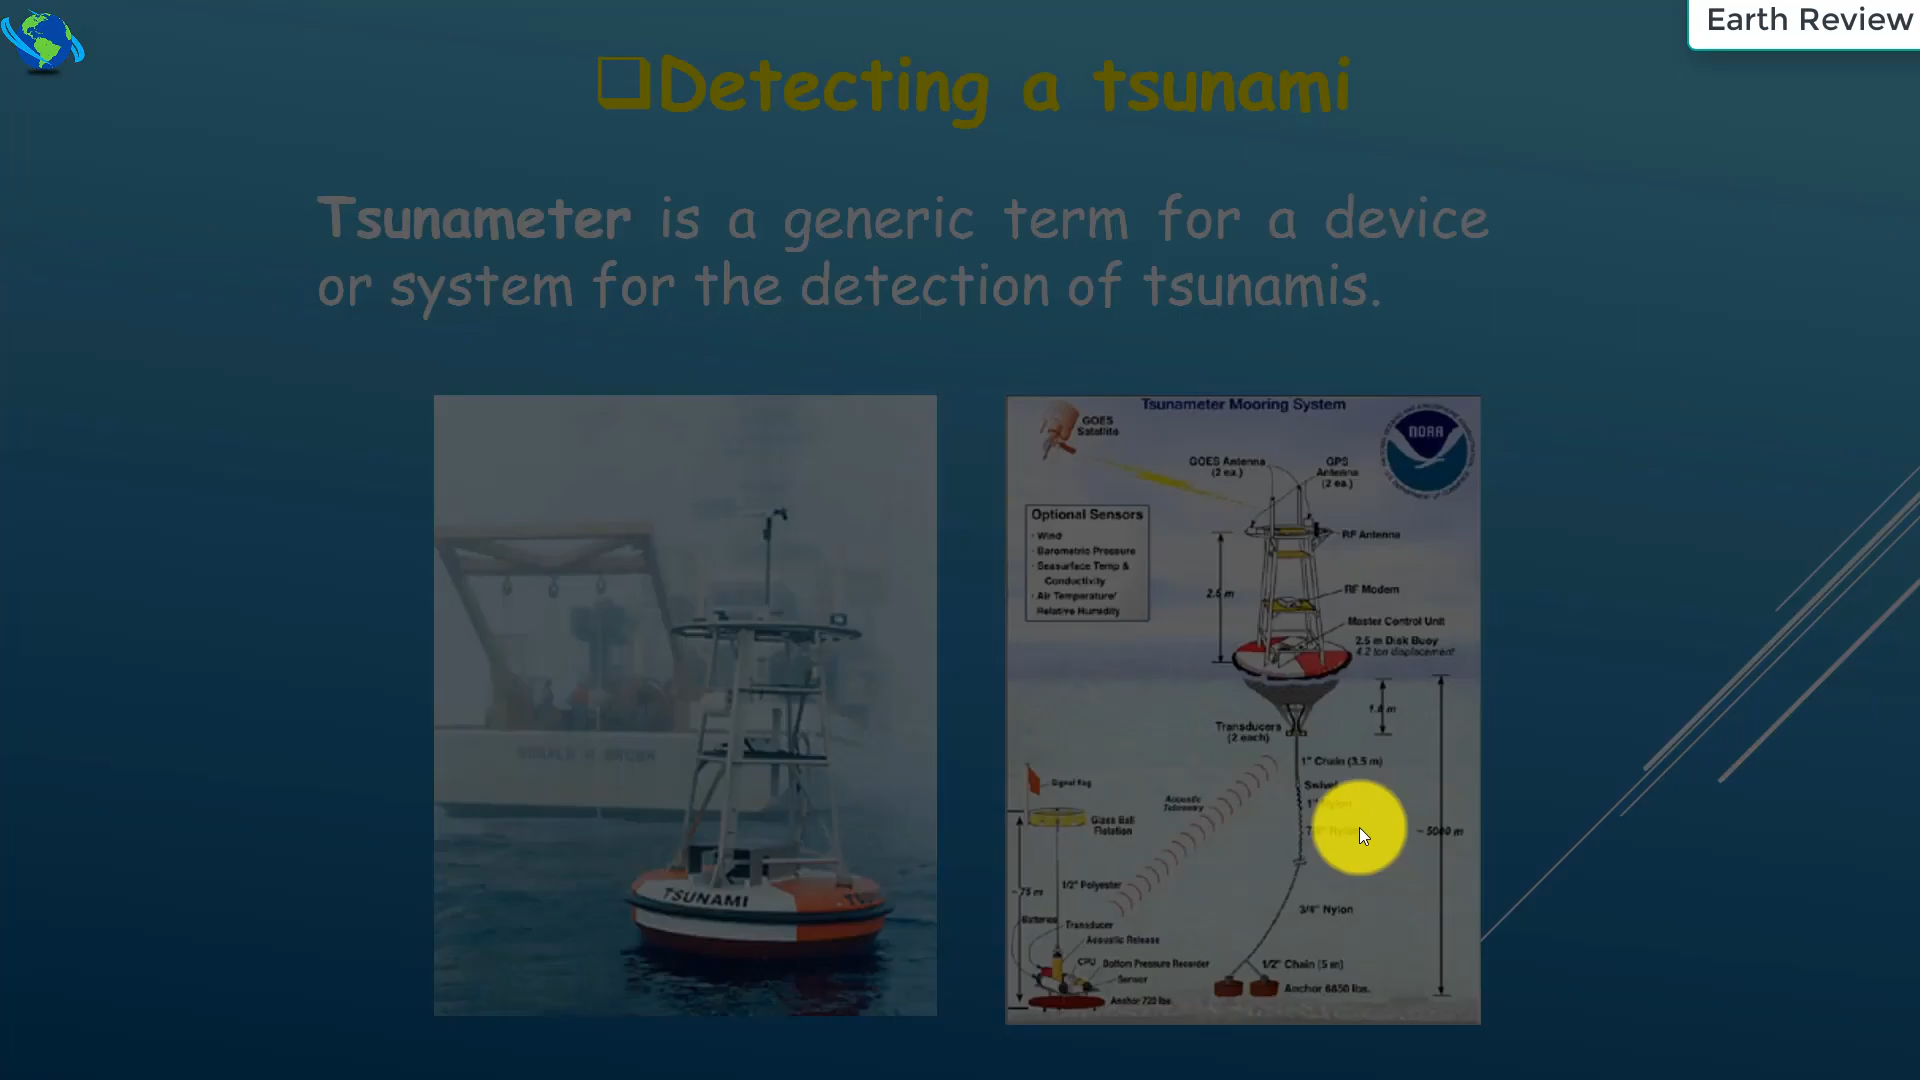 Earth Review
❑Detecting a tsunami
Tsunameter is a generic term for a device
or system for the detection of tsunamis.
Tsunameter Mooring System
GOES
Satellite
NOAA
GOES Antenna
(2 ea.)
GPS
Antenna
(2 ea.)
Optional Sensors
· Wind
· Barometric Pressure
· Seasurface Temp &
Conductivity
· Air Temperature/
Relative Humidity
RF Antenna
2.5 m
RF Modem
Master Control Unit
2.5 m Disk Buoy
4.2 ton displacement
Transducers
(2 each)
1" Chain (3.5 m)
Swivel
Signal Flag
Acoustic
Telemetry
Glass Ball
Flotation
~ 5000 m
~ 75 m
1/2" Polyester
3/4" Nylon
Batteries
Transducer
Acoustic Release
CPU
Bottom Pressure Recorder
Sensor
1/2" Chain (5 m)
Anchor 6850 lbs.
Anchor 720 lbs.
TSUNAMI